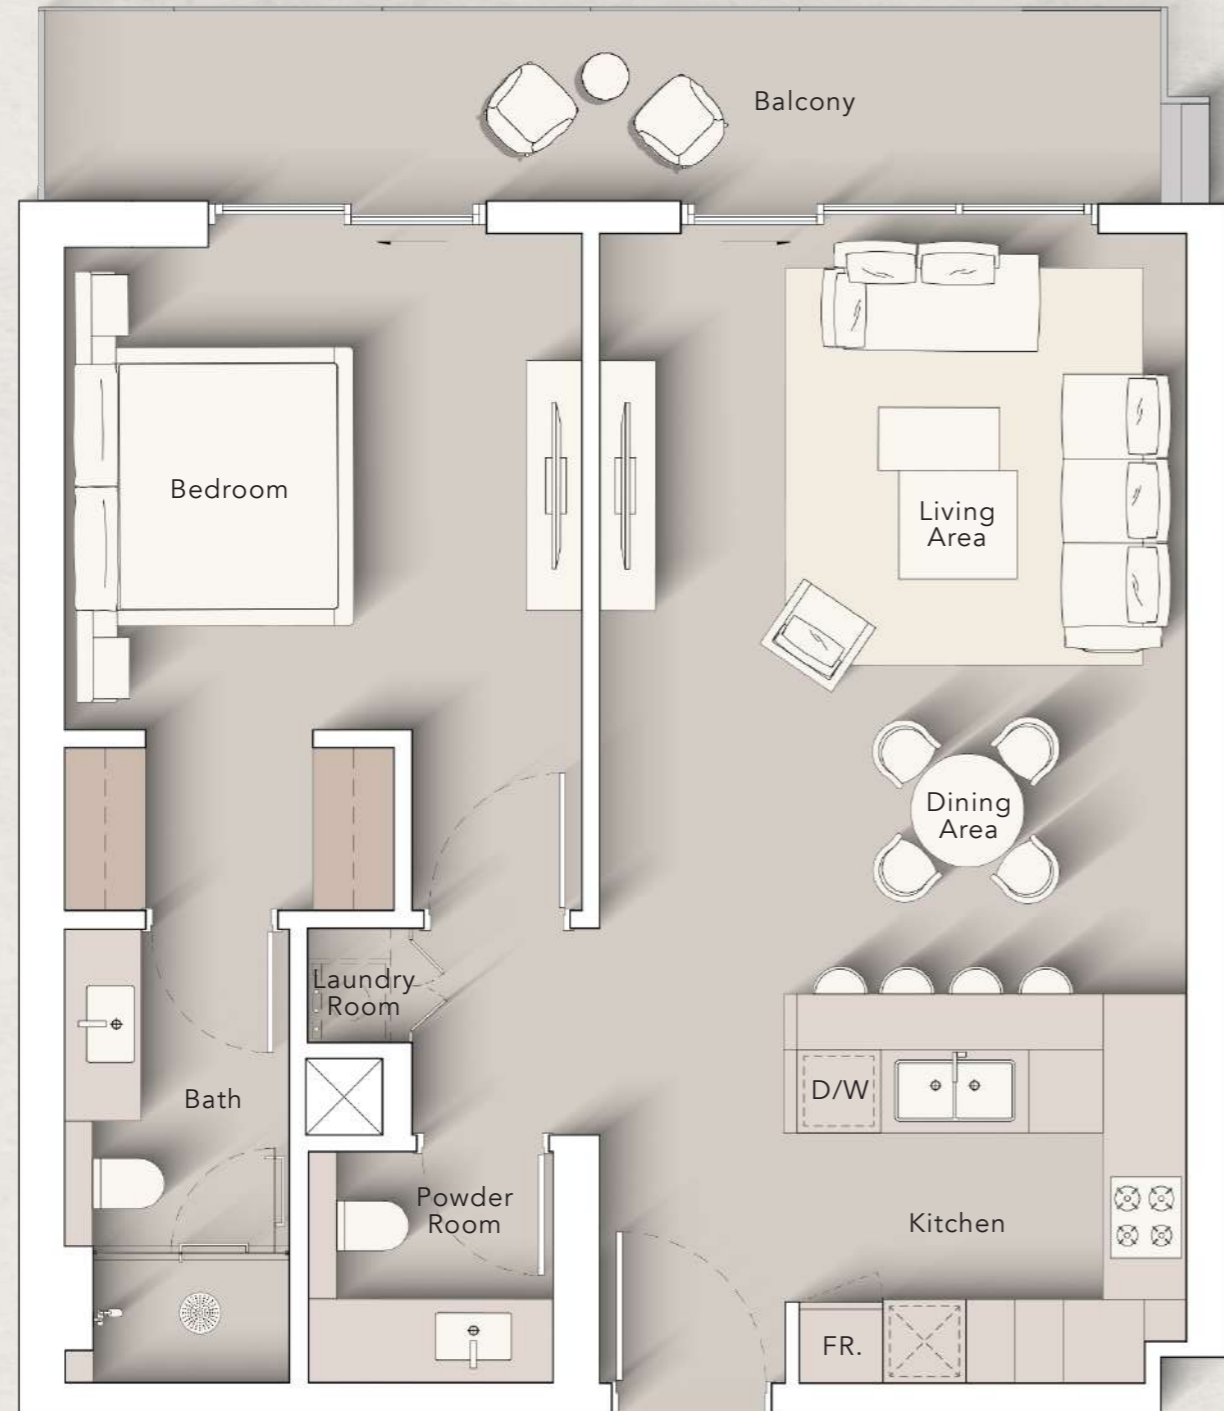 Balcony
Bedroom
Living
Area
Dining
Area
Laundry
Room
D/W
Bath
Powder
Room
Kitchen
FR.